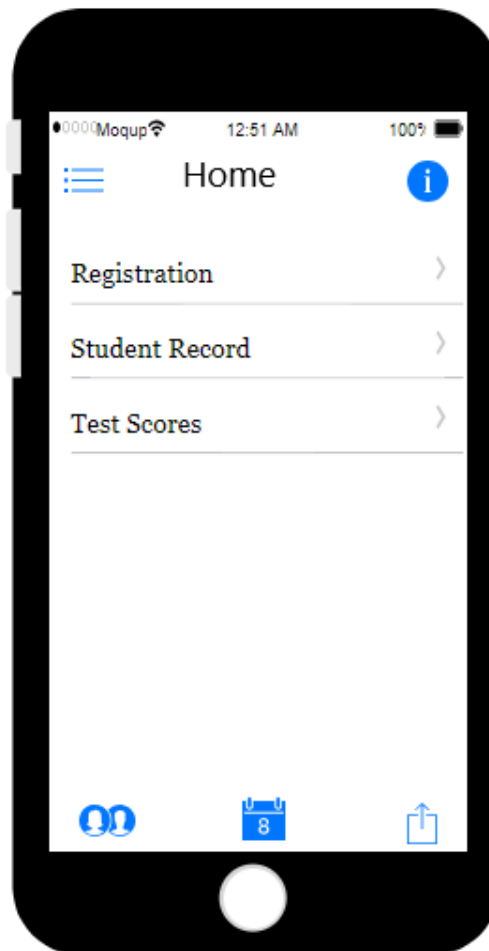 Moqup 12:51 AM 100%
Home
i
Registration
Student Record
Test Scores
8